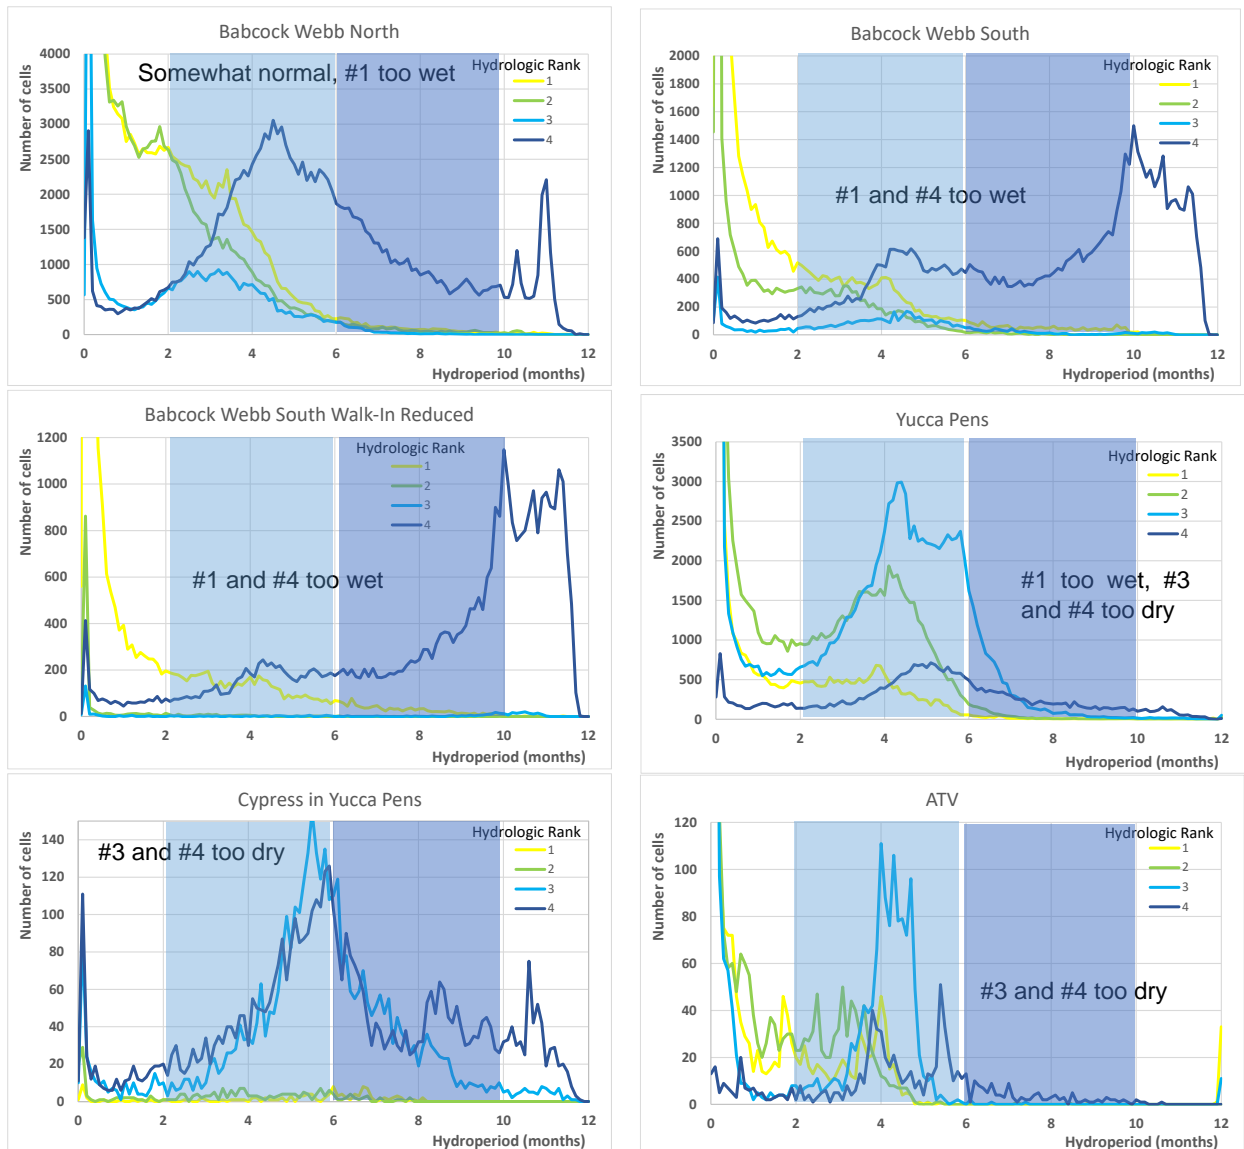 Babcock Webb North
Number of cells
4000
3500
3000
2500
2000
1500
1000
500
0
Somewhat normal, #1 too wet
Hydrologic Rank
1
2
3
4
0 2 4 6 8 10 12
Hydroperiod (months)
Babcock Webb South
Number of cells
2000
1800
1600
1400
1200
1000
800
600
400
200
0
Hydrologic Rank
1
2
3
4
#1 and #4 too wet
0 2 4 6 8 10 12
Hydroperiod (months)
Babcock Webb South Walk-In Reduced
Number of cells
1200
1000
800
600
400
200
0
Hydrologic Rank
1
2
3
4
#1 and #4 too wet
0 2 4 6 8 10 12
Hydroperiod (months)
Yucca Pens
Number of cells
3500
3000
2500
2000
1500
1000
500
0
Hydrologic Rank
1
2
3
4
#1 too wet, #3
and #4 too dry
0 2 4 6 8 10 12
Hydroperiod (months)
Cypress in Yucca Pens
Number of cells
140
120
100
80
60
40
20
0
#3 and #4 too dry
Hydrologic Rank
1
2
3
4
0 2 4 6 8 10 12
Hydroperiod (months)
ATV
Number of cells
120
100
80
60
40
20
0
Hydrologic Rank
1
2
3
4
#3 and #4 too dry
0 2 4 6 8 10 12
Hydroperiod (months)